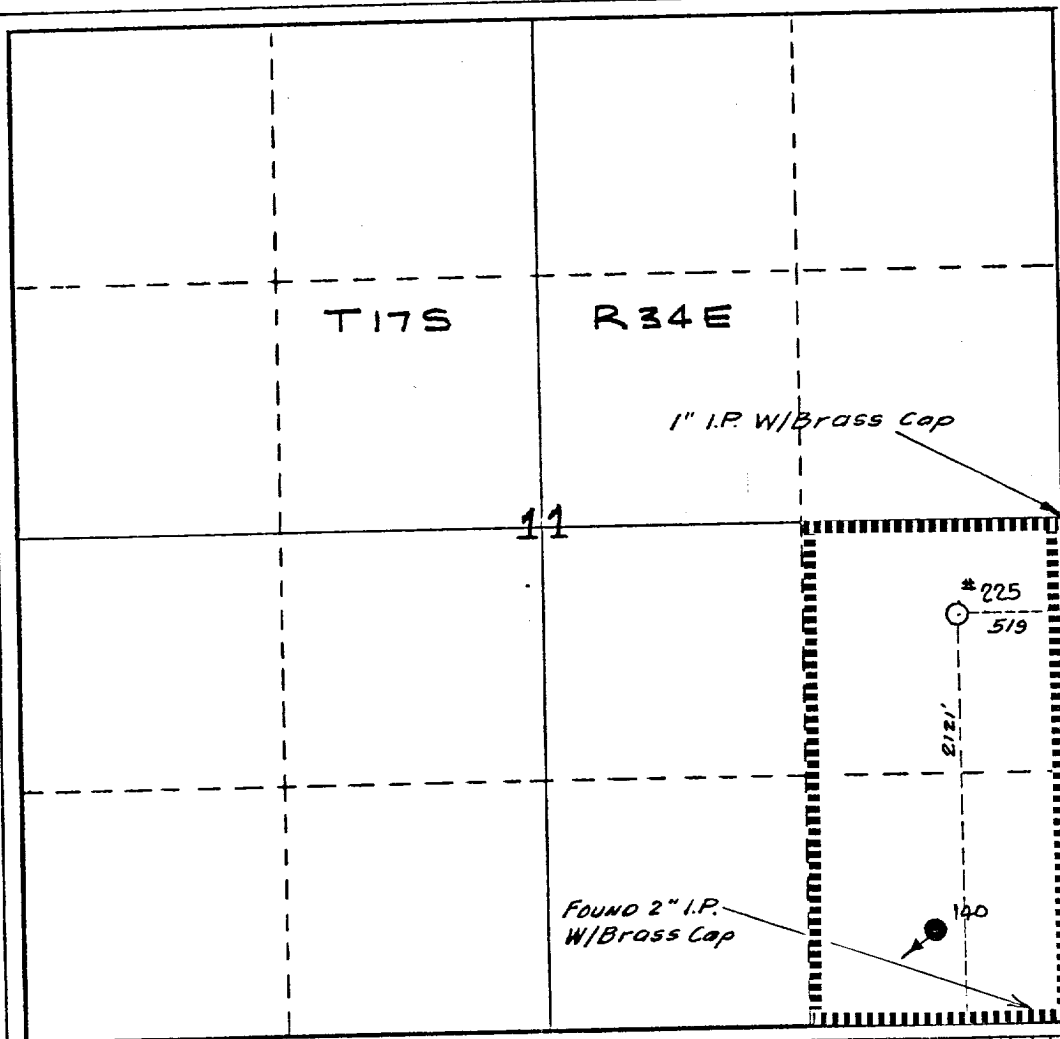 T17S R34E
1" I.P. W/Brass Cap
11
#225
519
2121'
140
Found 2" I.P.
W/Brass Cap